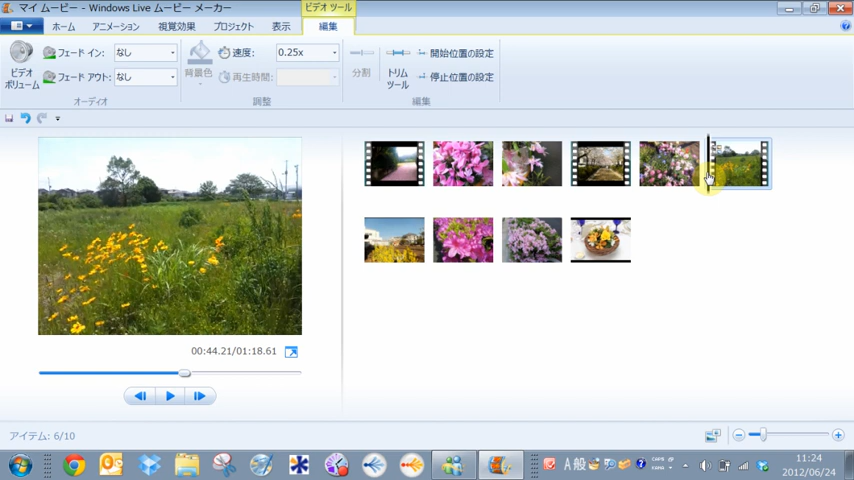 マイ ムービー - Windows Live ムービー メーカー
ビデオ ツール
ホーム アニメーション 視覚効果 プロジェクト 表示 編集
フェード イン: なし
速度: 0.25x
開始位置の設定
ビデオ ボリューム
フェード アウト: なし
背景色
再生時間:
分割
トリム ツール
停止位置の設定
オーディオ 調整 編集
00:44.21/01:18.61
アイテム: 6/10
A 般
CAPS
KANA
11:24
2012/06/24